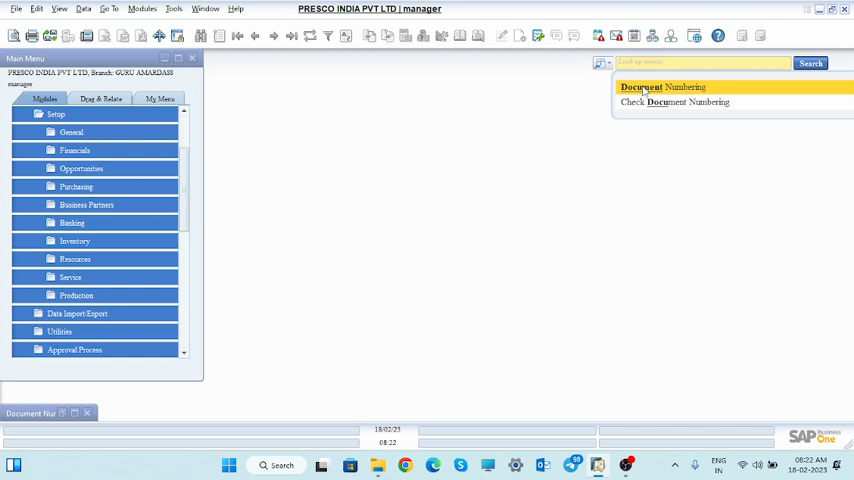 File Edit View Data Go To Modules Tools Window Help
PRESCO INDIA PVT LTD | manager
Main Menu
Search
PRESCO INDIA PVT LTD, Branch: GURU AMARDASS
manager
Modules Drag & Relate My Menu
Document Numbering
Check Document Numbering
Setup
General
Financials
Opportunities
Purchasing
Business Partners
Banking
Inventory
Resources
Service
Production
Data Import/Export
Utilities
Approval Process
Document Nur
18/02/23
08:22
SAP Business One
Search
98
ENG
IN
08:22 AM
18-02-2023